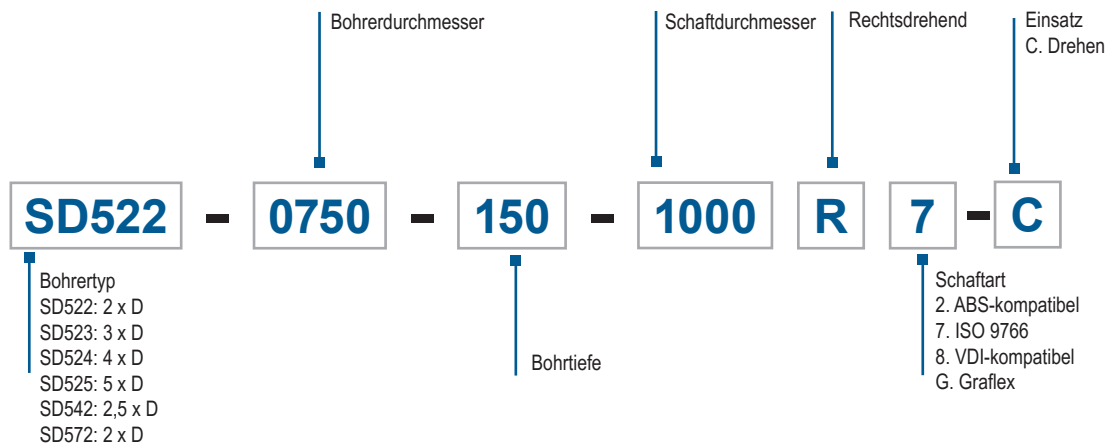 Bohrerdurchmesser
Schaftdurchmesser
Rechtsdrehend
Einsatz
C. Drehen
SD522 - 0750 - 150 - 1000 R 7 - C
Bohrertyp
SD522: 2 x D
SD523: 3 x D
SD524: 4 x D
SD525: 5 x D
SD542: 2,5 x D
SD572: 2 x D
Bohrtiefe
Schaftart
2. ABS-kompatibel
7. ISO 9766
8. VDI-kompatibel
G. Graflex